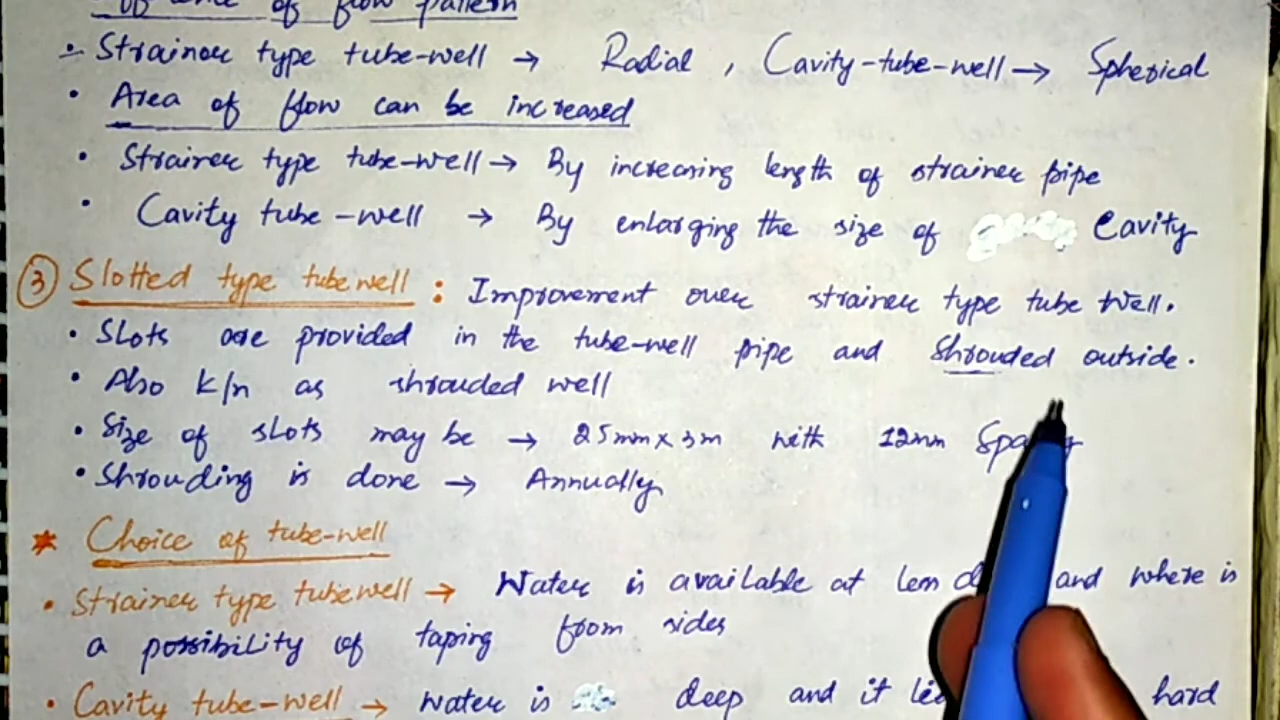 of flow pattern
• Strainer type tube-well → Radial , Cavity-tube-well → Spherical
• Area of flow can be increased
• Strainer type tube-well → By increasing length of strainer pipe
• Cavity tube-well → By enlarging the size of Cavity
③ Slotted type tubewell : Improvement over strainer type tube well.
• Slots are provided in the tube-well pipe and Shrouded outside.
• Also k/n as shrouded well
• Size of slots may be → 25mm x 3m with 12mm
• Shrouding is done → Annually
* Choice of tube-well
• Strainer type tubewell → Water is available at less and where is
a possibility of taping from sides
• Cavity tube-well → Water is deep and it hard